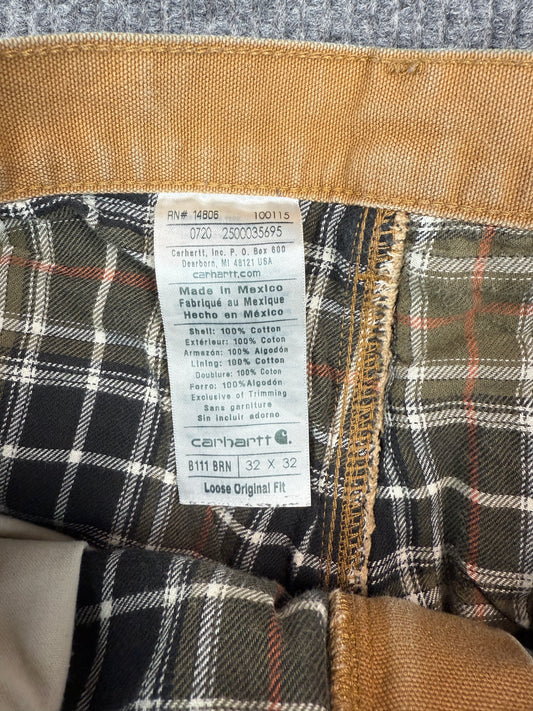 RN# 14806 100115
0720 2500035695
Carhartt, Inc. P.O. Box 600
Dearborn, MI 48121 USA
carhartt.com
Made in Mexico
Fabriqué au Mexique
Hecho en México
Shell: 100% Cotton
Extérieur: 100% Coton
Armazón: 100% Algodón
Lining: 100% Cotton
Doublure: 100% Coton
Forro: 100% Algodón
Exclusive of Trimming
Sans garniture
Sin incluir adorno
carhartt
B111 BRN 32 X 32
Loose Original Fit